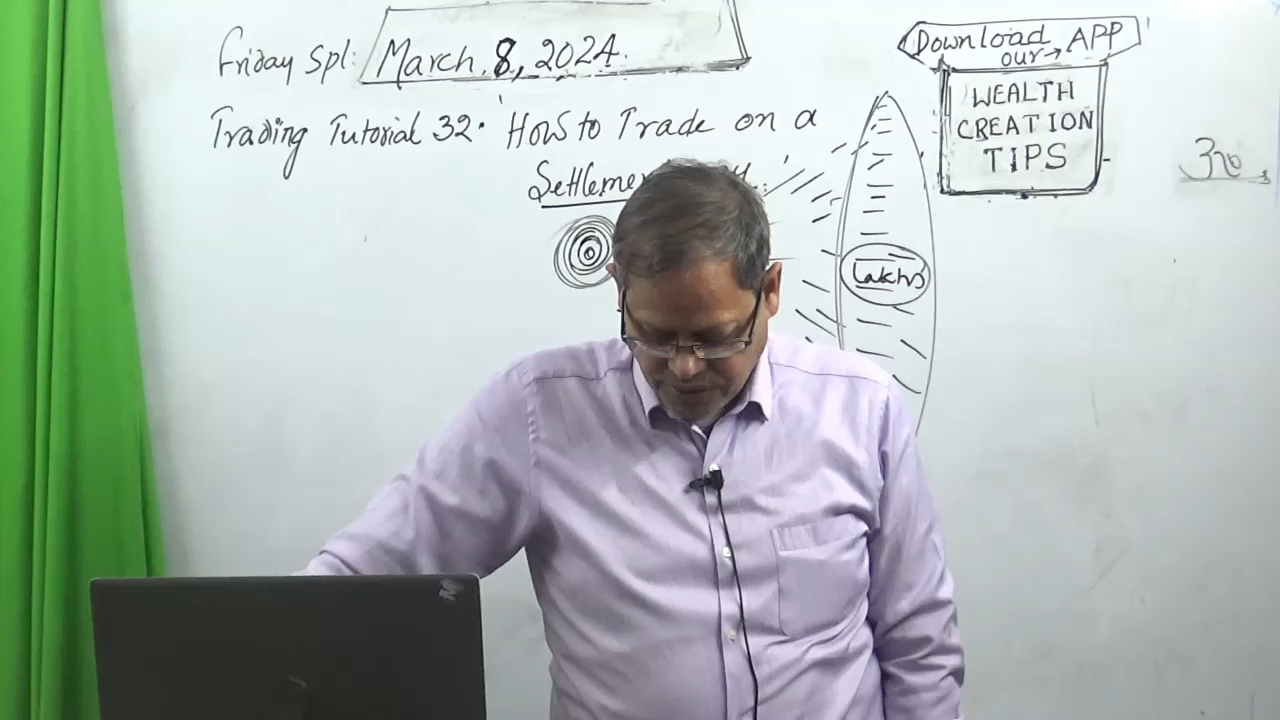 Friday Spl: March 8, 2024.
Trading Tutorial 32. How to Trade on a
Download
our → APP
WEALTH
CREATION
TIPS
Lakhs